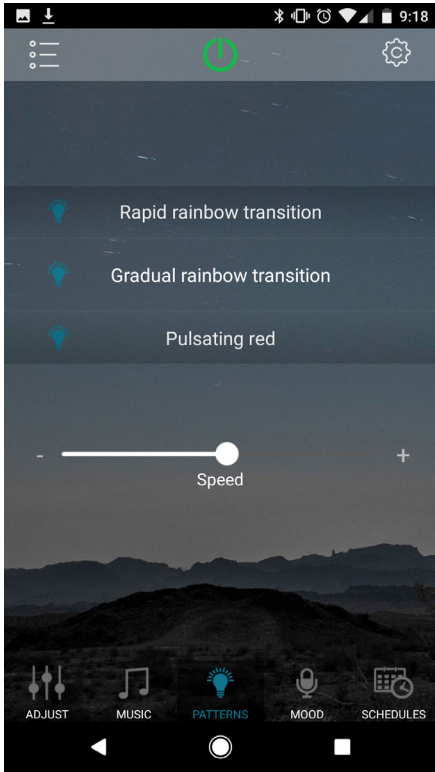 9:18
Rapid rainbow transition
Gradual rainbow transition
Pulsating red
- +
Speed
ADJUST MUSIC PATTERNS MOOD SCHEDULES